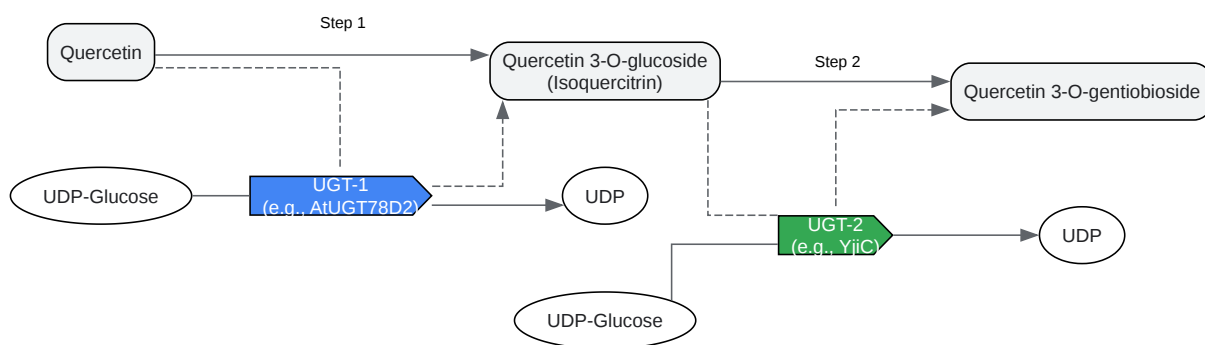 Step 1
Quercetin
Quercetin 3-O-glucoside
(Isoquercitrin)
Step 2
Quercetin 3-O-gentiobioside
UDP-Glucose
UGT-1
(e.g., AtUGT78D2)
UDP
UGT-2
(e.g., YjiC)
UDP
UDP-Glucose